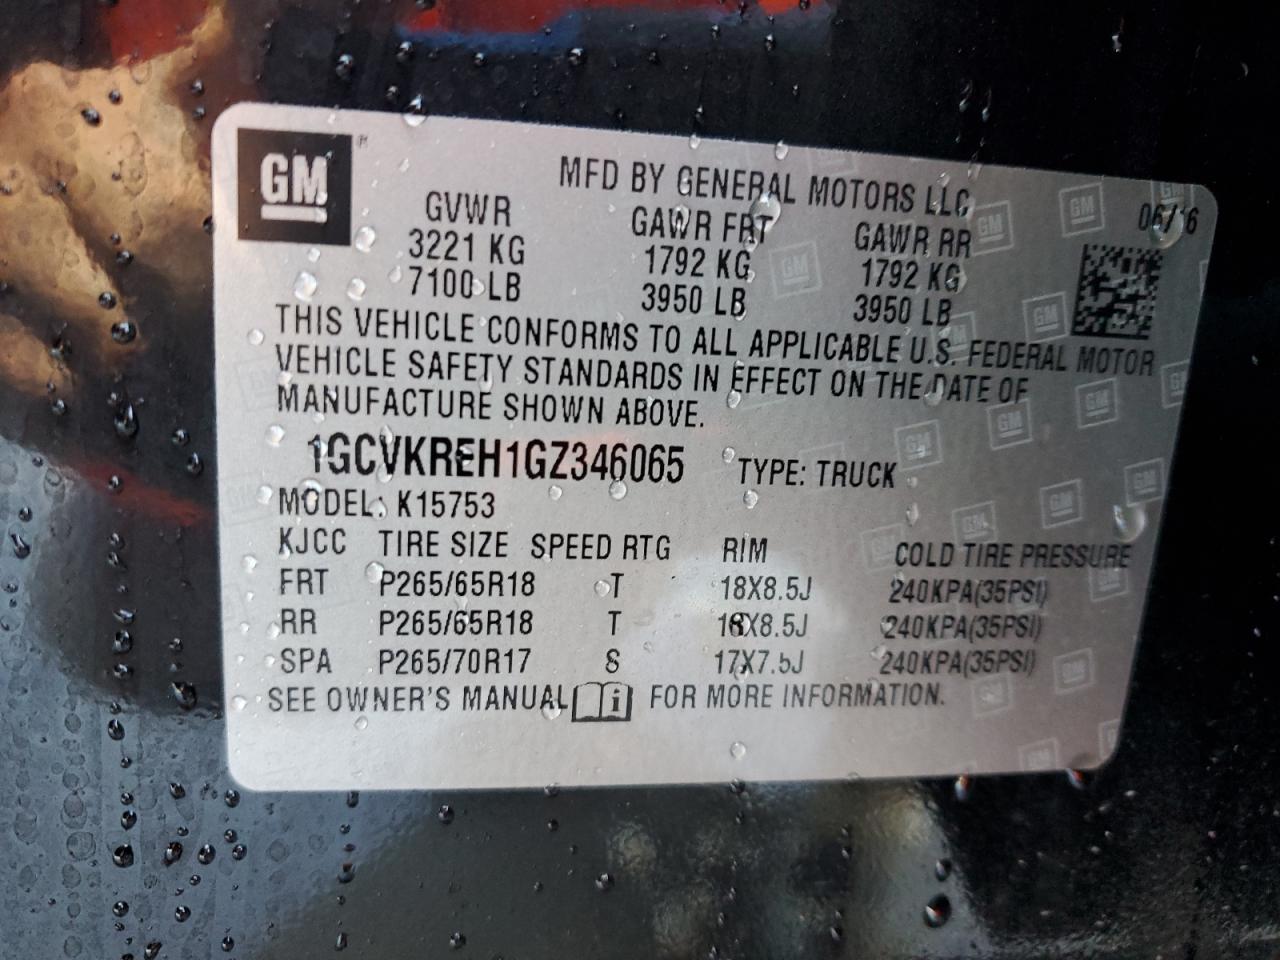 GM ®
MFD BY GENERAL MOTORS LLC
GVWR GAWR FRT GAWR RR 06/16
3221 KG 1792 KG 1792 KG
7100 LB 3950 LB 3950 LB
THIS VEHICLE CONFORMS TO ALL APPLICABLE U.S. FEDERAL MOTOR
VEHICLE SAFETY STANDARDS IN EFFECT ON THE DATE OF
MANUFACTURE SHOWN ABOVE.
1GCVKREH1GZ346065 TYPE: TRUCK
MODEL: K15753
KJCC TIRE SIZE SPEED RTG RIM COLD TIRE PRESSURE
FRT P265/65R18 T 18X8.5J 240KPA(35PSI)
RR P265/65R18 T 18X8.5J 240KPA(35PSI)
SPA P265/70R17 S 17X7.5J 240KPA(35PSI)
SEE OWNER'S MANUAL i FOR MORE INFORMATION.